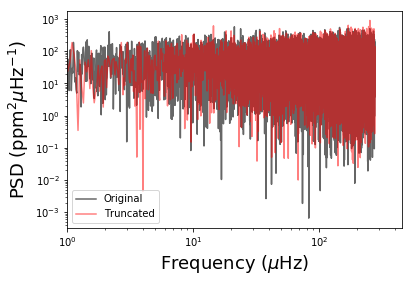 10³
10²
10¹
10⁰
10⁻¹
10⁻²
10⁻³
PSD (ppm²μHz⁻¹)
Original
Truncated
10⁰ 10¹ 10²
Frequency (μHz)